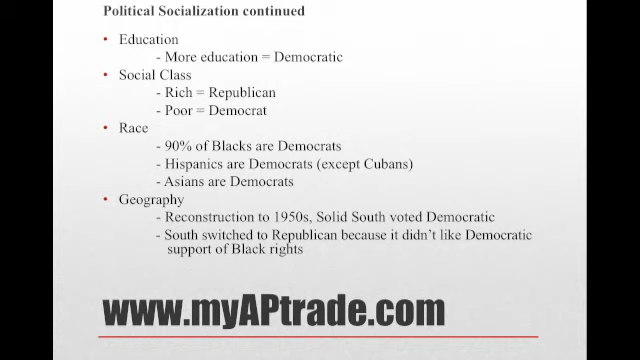 Political Socialization continued
• Education
- More education = Democratic
• Social Class
- Rich = Republican
- Poor = Democrat
• Race
- 90% of Blacks are Democrats
- Hispanics are Democrats (except Cubans)
- Asians are Democrats
• Geography
- Reconstruction to 1950s, Solid South voted Democratic
- South switched to Republican because it didn't like Democratic
support of Black rights
www.myAPtrade.com